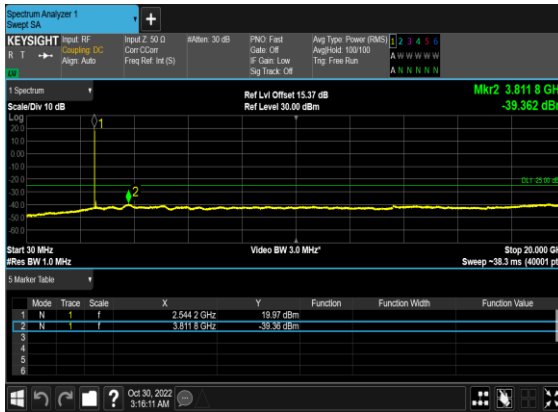 Spectrum Analyzer 1
Swept SA
KEYSIGHT
R T
LXI
Input: RF
Coupling: DC
Align: Auto
Input Z: 50 Ω
Corr CCorr
Freq Ref: Int (S)
#Atten: 30 dB
PNO: Fast
Gate: Off
IF Gain: Low
Sig Track: Off
Avg Type: Power (RMS)
Avg|Hold: 100/100
Trig: Free Run
1 2 3 4 5 6
A W W W W W
A N N N N N
1 Spectrum
Scale/Div 10 dB
Ref Lvl Offset 15.37 dB
Ref Level 30.00 dBm
Mkr2 3.811 8 GH
-39.362 dB
Log
20.0
10.0
0.00
-10.0
-20.0
-30.0
-40.0
-50.0
-60.0
1
2
DL1 -25.00 dB
Start 30 MHz
#Res BW 1.0 MHz
Video BW 3.0 MHz*
Stop 20.000 GH
Sweep ~38.3 ms (40001 pt
5 Marker Table
Mode Trace Scale X Y Function Function Width Function Value
1 N 1 f 2.544 2 GHz 19.97 dBm
2 N 1 f 3.811 8 GHz -39.36 dBm
3
4
5
6
?
Oct 30, 2022
3:16:11 AM